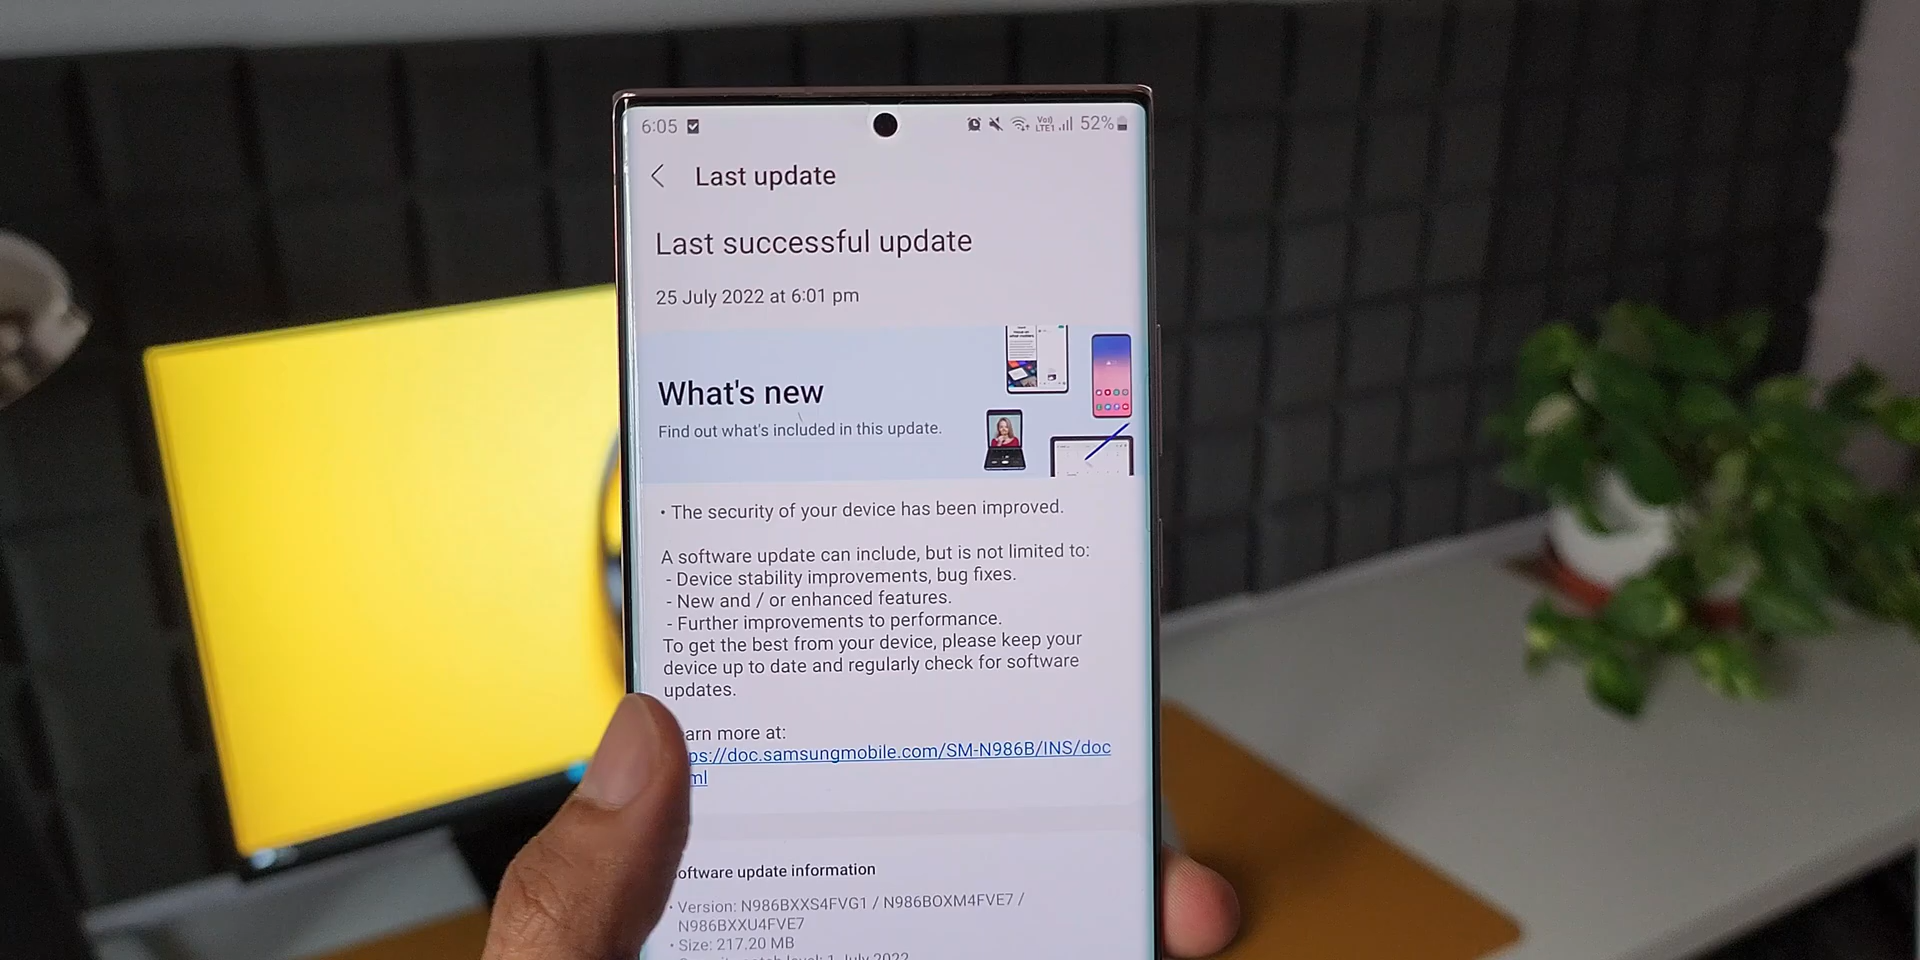 6:05
Vo))
LTE1
52%
Last update
Last successful update
25 July 2022 at 6:01 pm
What's new
Find out what's included in this update.
• The security of your device has been improved.
A software update can include, but is not limited to:
- Device stability improvements, bug fixes.
- New and / or enhanced features.
- Further improvements to performance.
To get the best from your device, please keep your
device up to date and regularly check for software
updates.
arn more at:
ps://doc.samsungmobile.com/SM-N986B/INS/doc
ml
oftware update information
• Version: N986BXXS4FVG1 / N986BOXM4FVE7 /
N986BXXU4FVE7
• Size: 217.20 MB
1 July 2022